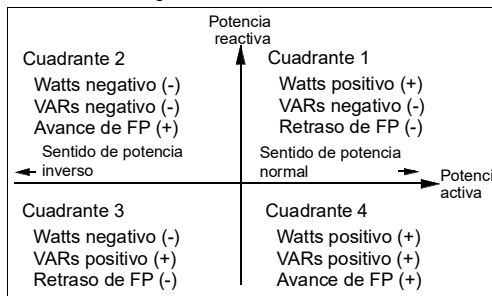 Potencia
reactiva
Cuadrante 2
Watts negativo (-)
VARs negativo (-)
Avance de FP (+)
Cuadrante 1
Watts positivo (+)
VARs negativo (-)
Retraso de FP (-)
Sentido de potencia
inverso
Sentido de potencia
normal
Potenci
activa
Cuadrante 3
Watts negativo (-)
VARs positivo (+)
Retraso de FP (-)
Cuadrante 4
Watts positivo (+)
VARs positivo (+)
Avance de FP (+)